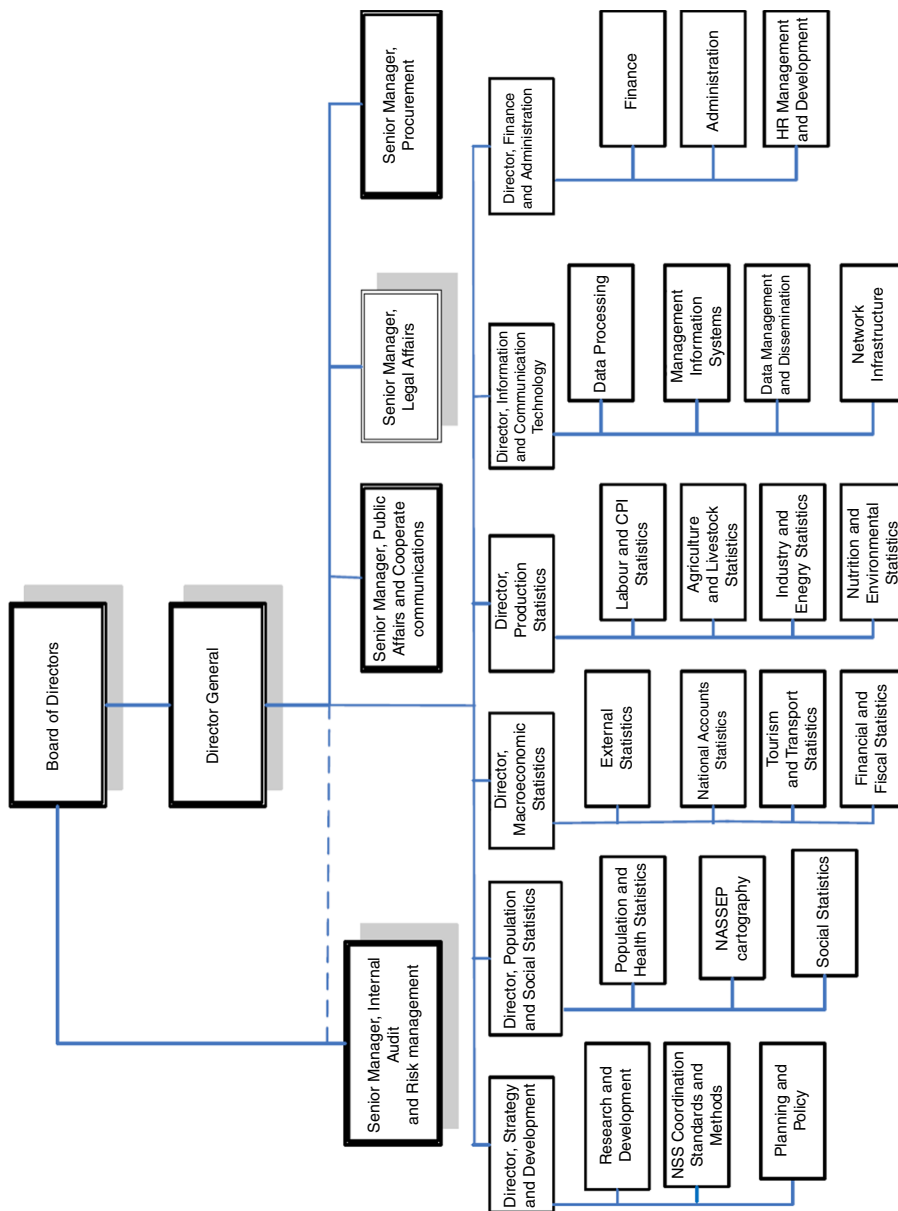 Board of Directors
Director General
Senior Manager, Internal
Audit
and Risk management
Senior Manager, Public
Affairs and Cooperate
communications
Senior Manager,
Legal Affairs
Senior Manager,
Procurement
Director, Strategy
and Development
Research and
Development
NSS Coordination
Standards and
Methods
Planning and
Policy
Director, Population
and Social Statistics
Population and
Health Statistics
NASSEP
cartography
Social Statistics
Director,
Macroeconomic
Statistics
External
Statistics
National Accounts
Statistics
Tourism
and Transport
Statistics
Financial and
Fiscal Statistics
Director,
Production
Statistics
Labour and CPI
Statistics
Agriculture
and Livestock
Statistics
Industry and
Enegry Statistics
Nutrition and
Environmental
Statistics
Director, Information
and Communication
Technology
Data Processing
Management
Information
Systems
Data Management
and Dissemination
Network
Infrastructure
Director, Finance
and Administration
Finance
Administration
HR Management
and Development